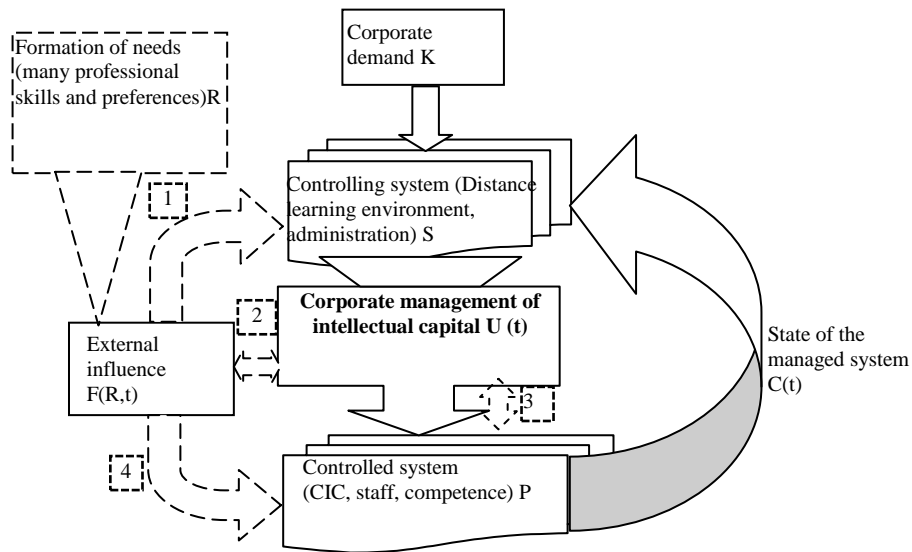 Formation of needs
(many professional
skills and preferences)R
Corporate
demand K
1
Controlling system (Distance
learning environment,
administration) S
2
Corporate management of
intellectual capital U (t)
External
influence
F(R,t)
State of the
managed system
C(t)
3
4
Controlled system
(CIC, staff, competence) P